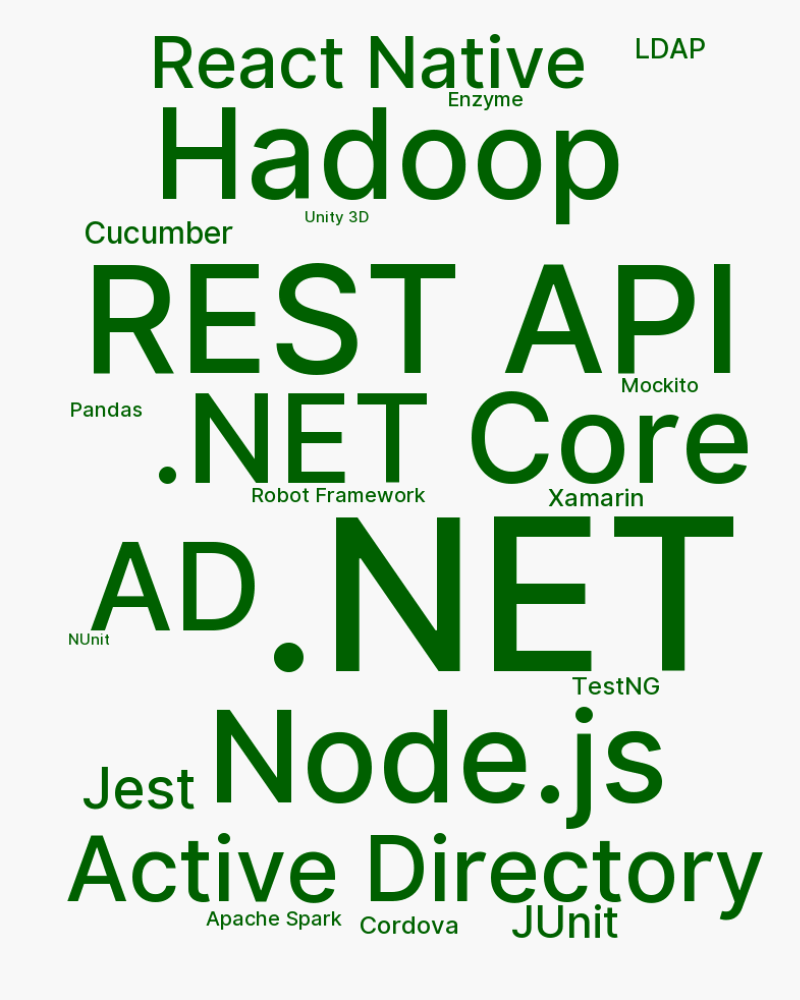 React Native
LDAP
Enzyme
Hadoop
Unity 3D
Cucumber
REST API
Mockito
Pandas
.NET Core
Robot Framework
Xamarin
AD
.NET
NUnit
TestNG
Node.js
Jest
Active Directory
Apache Spark
Cordova
JUnit